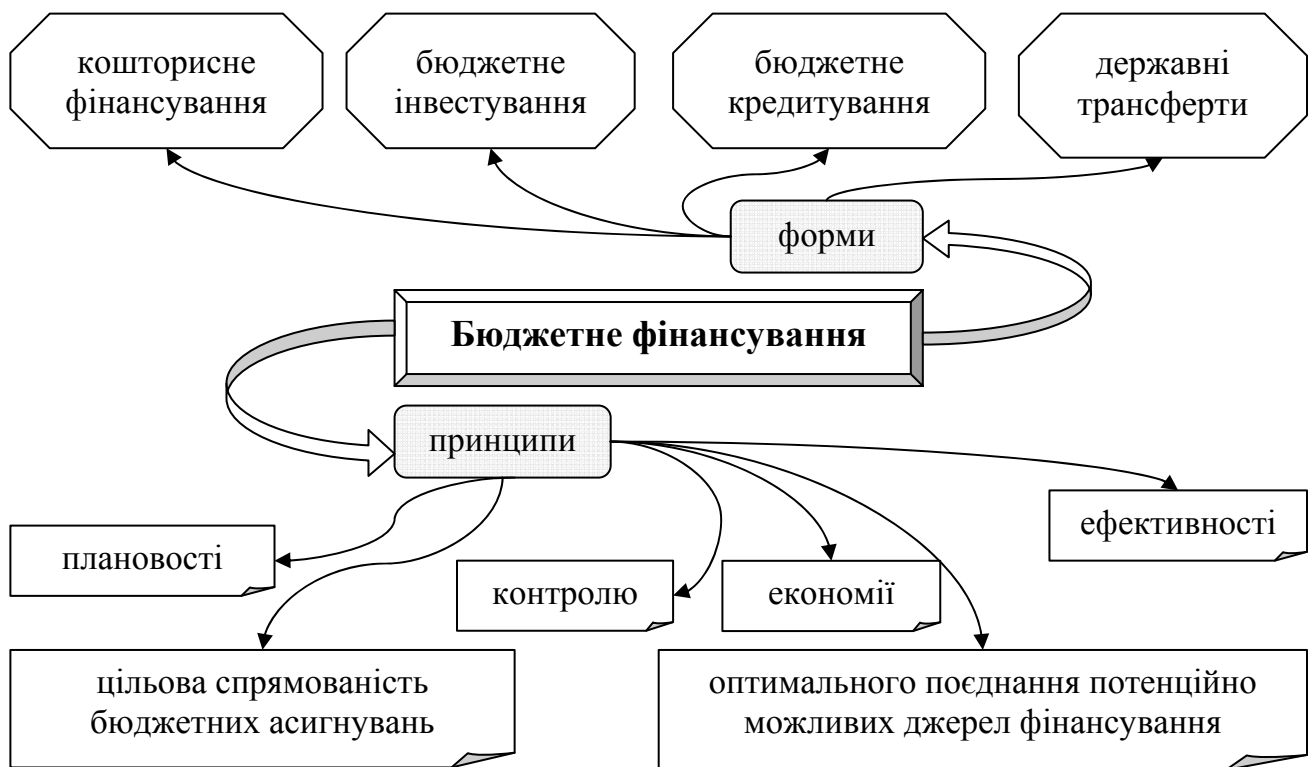 кошторисне
фінансування
бюджетне
інвестування
бюджетне
кредитування
державні
трансферти
форми
Бюджетне фінансування
принципи
ефективності
плановості
контролю
економії
цільова спрямованість
бюджетних асигнувань
оптимального поєднання потенційно
можливих джерел фінансування